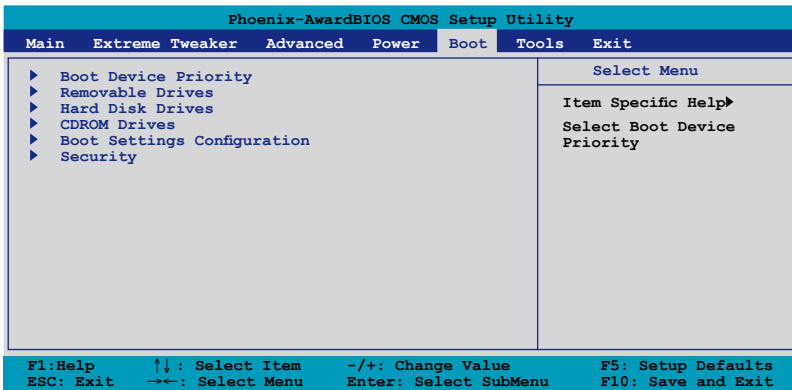 Phoenix-AwardBIOS CMOS Setup Utility
Main Extreme Tweaker Advanced Power Boot Tools Exit
Select Menu
Boot Device Priority
Removable Drives
Hard Disk Drives
CDROM Drives
Boot Settings Configuration
Security
Item Specific Help
Select Boot Device
Priority
F1:Help ↑↓ : Select Item -/+: Change Value F5: Setup Defaults
ESC: Exit →←: Select Menu Enter: Select SubMenu F10: Save and Exit